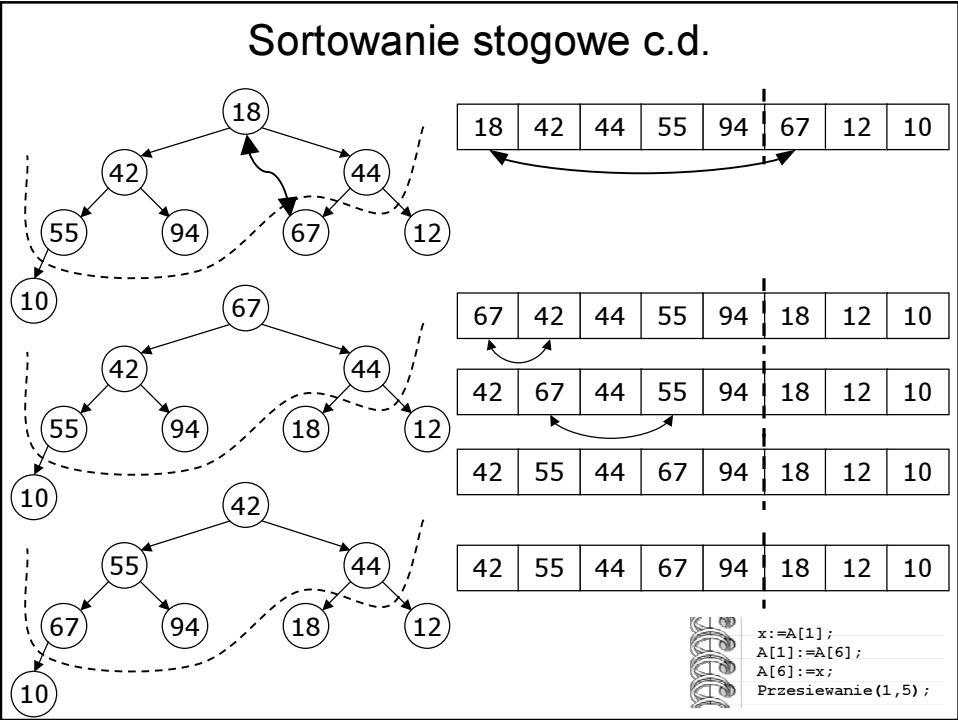 Sortowanie stogowe c.d.
18
42 44
55 94 67 12
10
18 42 44 55 94 67 12 10
67
42 44
55 94 18 12
10
67 42 44 55 94 18 12 10
42 67 44 55 94 18 12 10
42 55 44 67 94 18 12 10
42
55 44
67 94 18 12
10
42 55 44 67 94 18 12 10
x:=A[1];
A[1]:=A[6];
A[6]:=x;
Przesiewanie(1,5);